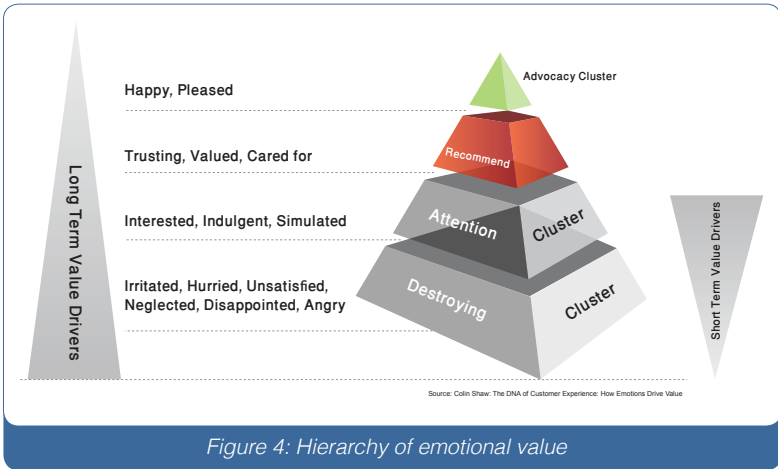 Happy, Pleased
Advocacy Cluster
Trusting, Valued, Cared for
Recommend
Interested, Indulgent, Simulated
Attention
Cluster
Irritated, Hurried, Unsatisfied,
Neglected, Disappointed, Angry
Destroying
Cluster
Long Term Value Drivers
Short Term Value Drivers
Source: Colin Shaw: The DNA of Customer Experience: How Emotions Drive Value
Figure 4: Hierarchy of emotional value